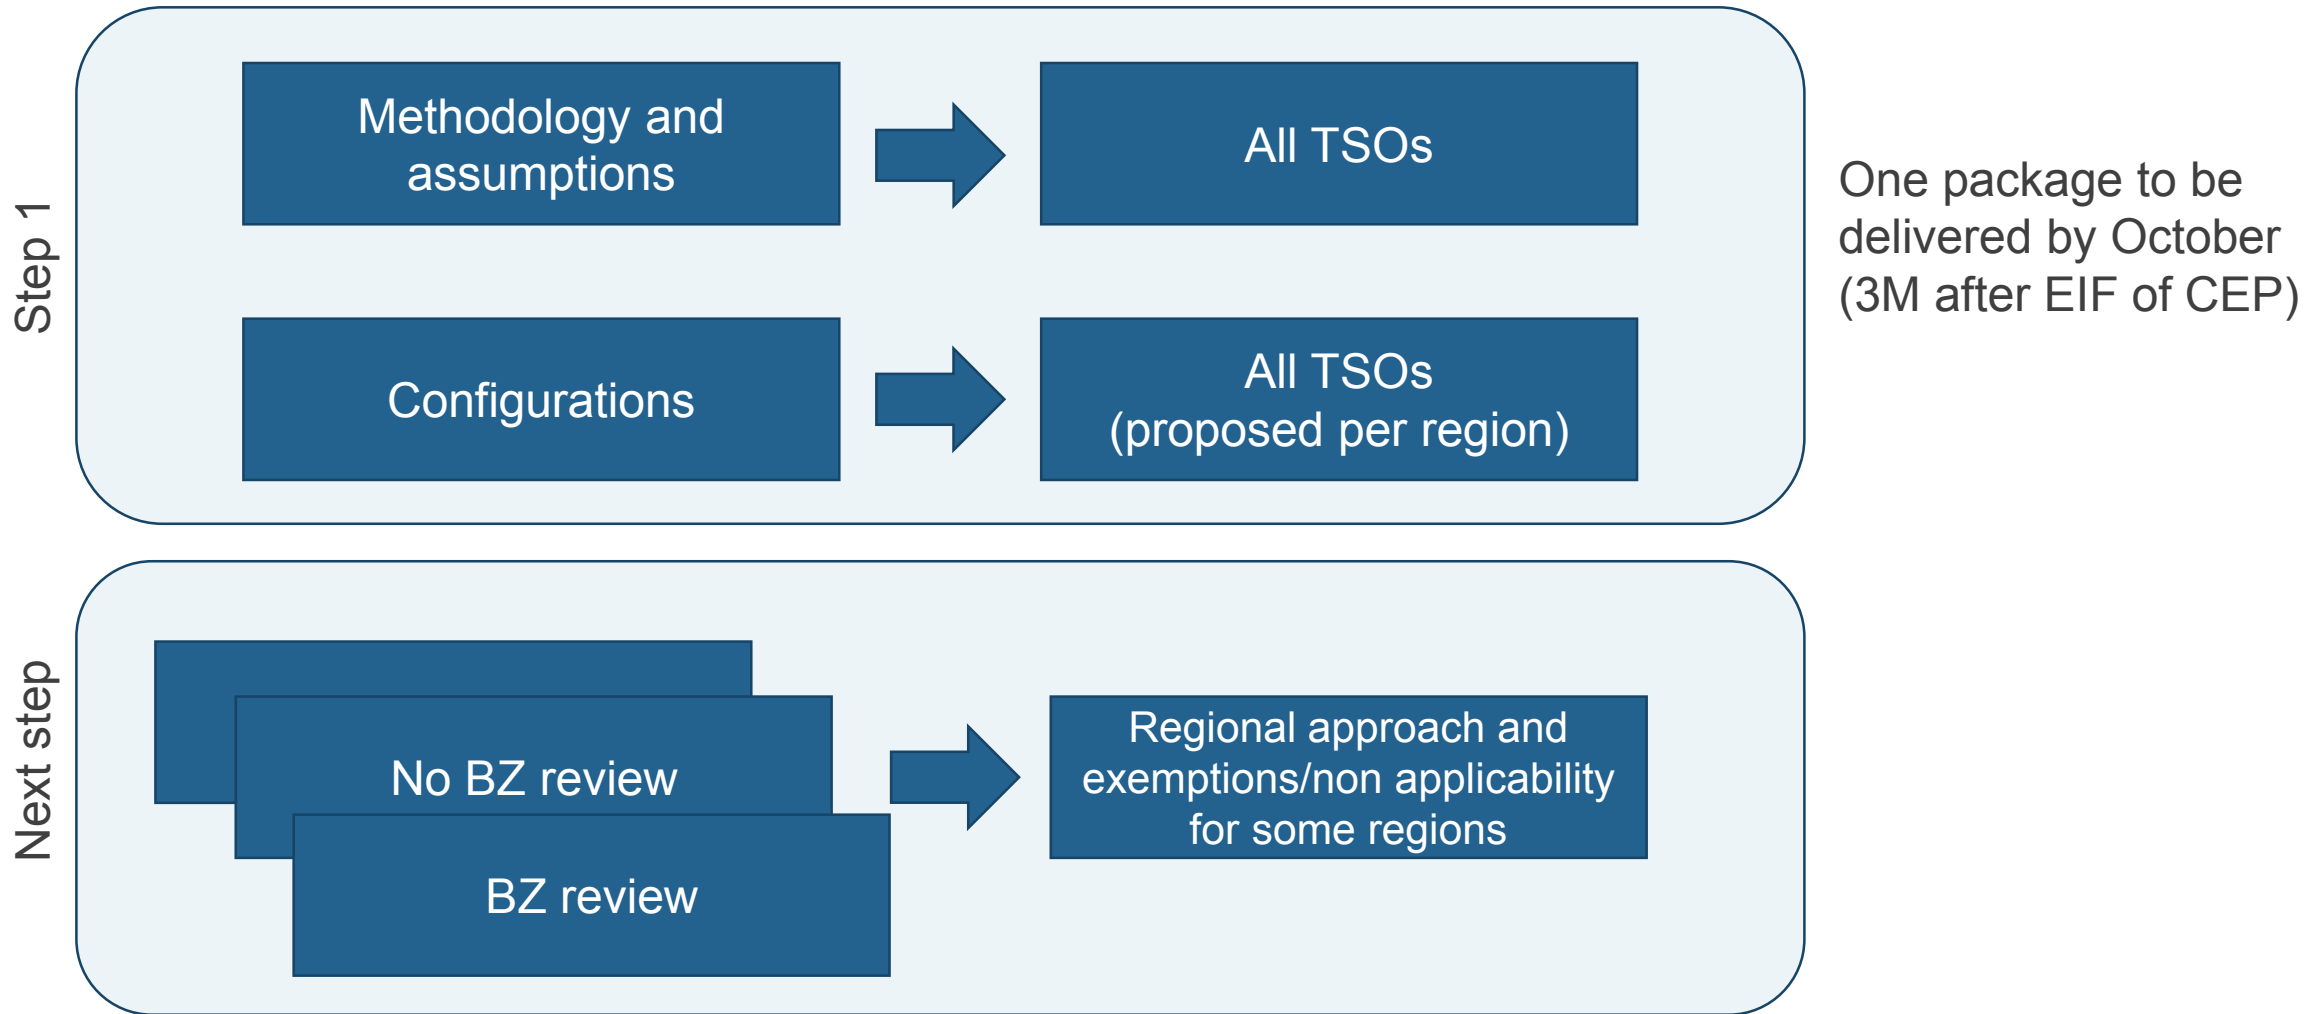 Step 1
Methodology and
assumptions
All TSOs
Configurations
All TSOs
(proposed per region)
One package to be
delivered by October
(3M after EIF of CEP)
Next step
No BZ review
BZ review
Regional approach and
exemptions/non applicability
for some regions